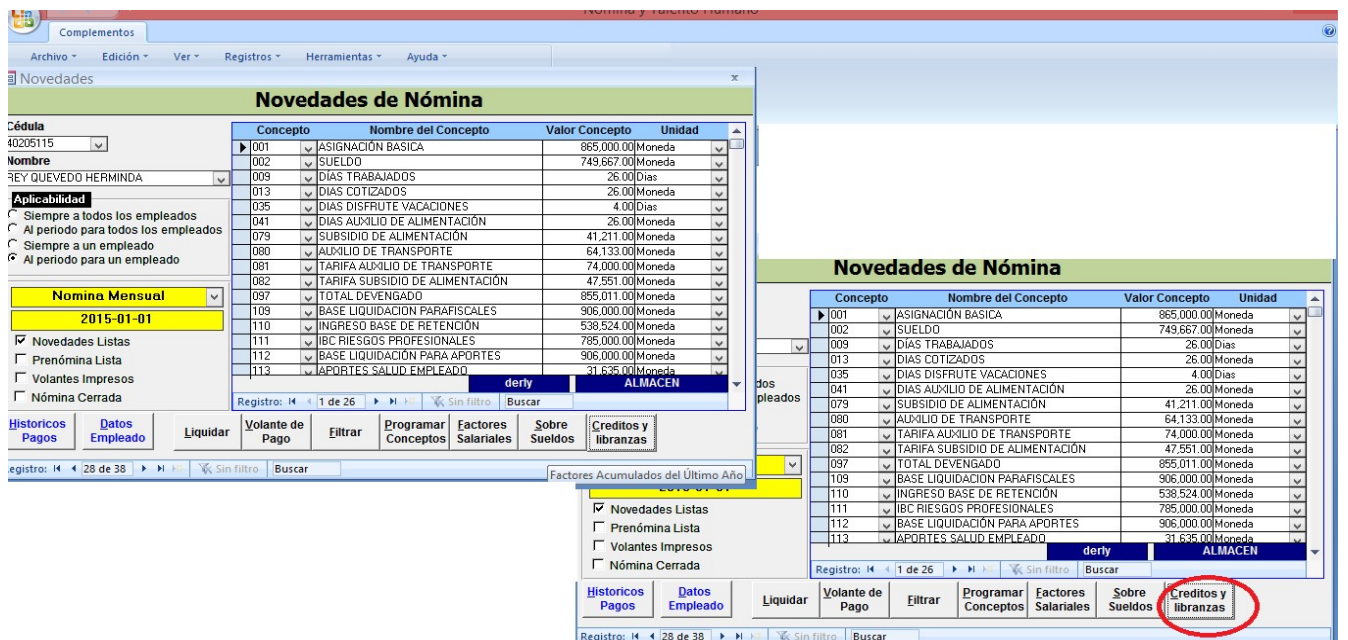 Nómina y Talento Humano
Complementos
Archivo Edición Ver Registros Herramientas Ayuda
Novedades
Novedades de Nómina
Cédula
40205115
Nombre
REY QUEVEDO HERMINDA
Aplicabilidad
Siempre a todos los empleados
Al periodo para todos los empleados
Siempre a un empleado
Al periodo para un empleado
Nomina Mensual
2015-01-01
Novedades Listas
Prenómina Lista
Volantes Impresos
Nómina Cerrada
Concepto Nombre del Concepto Valor Concepto Unidad
001 ASIGNACIÓN BASICA 865,000.00 Moneda
002 SUELDO 749,667.00 Moneda
009 DÍAS TRABAJADOS 26.00 Dias
013 DIAS COTIZADOS 26.00 Moneda
035 DIAS DISFRUTE VACACIONES 4.00 Dias
041 DIAS AUXILIO DE ALIMENTACIÓN 26.00 Moneda
079 SUBSIDIO DE ALIMENTACIÓN 41,211.00 Moneda
080 AUXILIO DE TRANSPORTE 64,133.00 Moneda
081 TARIFA AUXILIO DE TRANSPORTE 74,000.00 Moneda
082 TARIFA SUBSIDIO DE ALIMENTACIÓN 47,551.00 Moneda
097 TOTAL DEVENGADO 855,011.00 Moneda
109 BASE LIQUIDACION PARAFISCALES 906,000.00 Moneda
110 INGRESO BASE DE RETENCIÓN 538,524.00 Moneda
111 IBC RIESGOS PROFESIONALES 785,000.00 Moneda
112 BASE LIQUIDACIÓN PARA APORTES 906,000.00 Moneda
113 APORTES SALUD EMPLEADO 31,635.00 Moneda
derly ALMACEN
Registro: 1 de 26 Sin filtro Buscar
Historicos Pagos
Datos Empleado
Liquidar
Volante de Pago
Filtrar
Programar Conceptos
Factores Salariales
Sobre Sueldos
Creditos y libranzas
Registro: 28 de 38 Sin filtro Buscar
Factores Acumulados del Último Año
Novedades de Nómina
dos
pleados
Novedades Listas
Prenómina Lista
Volantes Impresos
Nómina Cerrada
Concepto Nombre del Concepto Valor Concepto Unidad
001 ASIGNACIÓN BASICA 865,000.00 Moneda
002 SUELDO 749,667.00 Moneda
009 DÍAS TRABAJADOS 26.00 Dias
013 DIAS COTIZADOS 26.00 Moneda
035 DIAS DISFRUTE VACACIONES 4.00 Dias
041 DIAS AUXILIO DE ALIMENTACIÓN 26.00 Moneda
079 SUBSIDIO DE ALIMENTACIÓN 41,211.00 Moneda
080 AUXILIO DE TRANSPORTE 64,133.00 Moneda
081 TARIFA AUXILIO DE TRANSPORTE 74,000.00 Moneda
082 TARIFA SUBSIDIO DE ALIMENTACIÓN 47,551.00 Moneda
097 TOTAL DEVENGADO 855,011.00 Moneda
109 BASE LIQUIDACION PARAFISCALES 906,000.00 Moneda
110 INGRESO BASE DE RETENCIÓN 538,524.00 Moneda
111 IBC RIESGOS PROFESIONALES 785,000.00 Moneda
112 BASE LIQUIDACIÓN PARA APORTES 906,000.00 Moneda
113 APORTES SALUD EMPLEADO 31,635.00 Moneda
derly ALMACEN
Registro: 1 de 26 Sin filtro Buscar
Historicos Pagos
Datos Empleado
Liquidar
Volante de Pago
Filtrar
Programar Conceptos
Factores Salariales
Sobre Sueldos
Creditos y libranzas
Registro: 28 de 38 Sin filtro Buscar